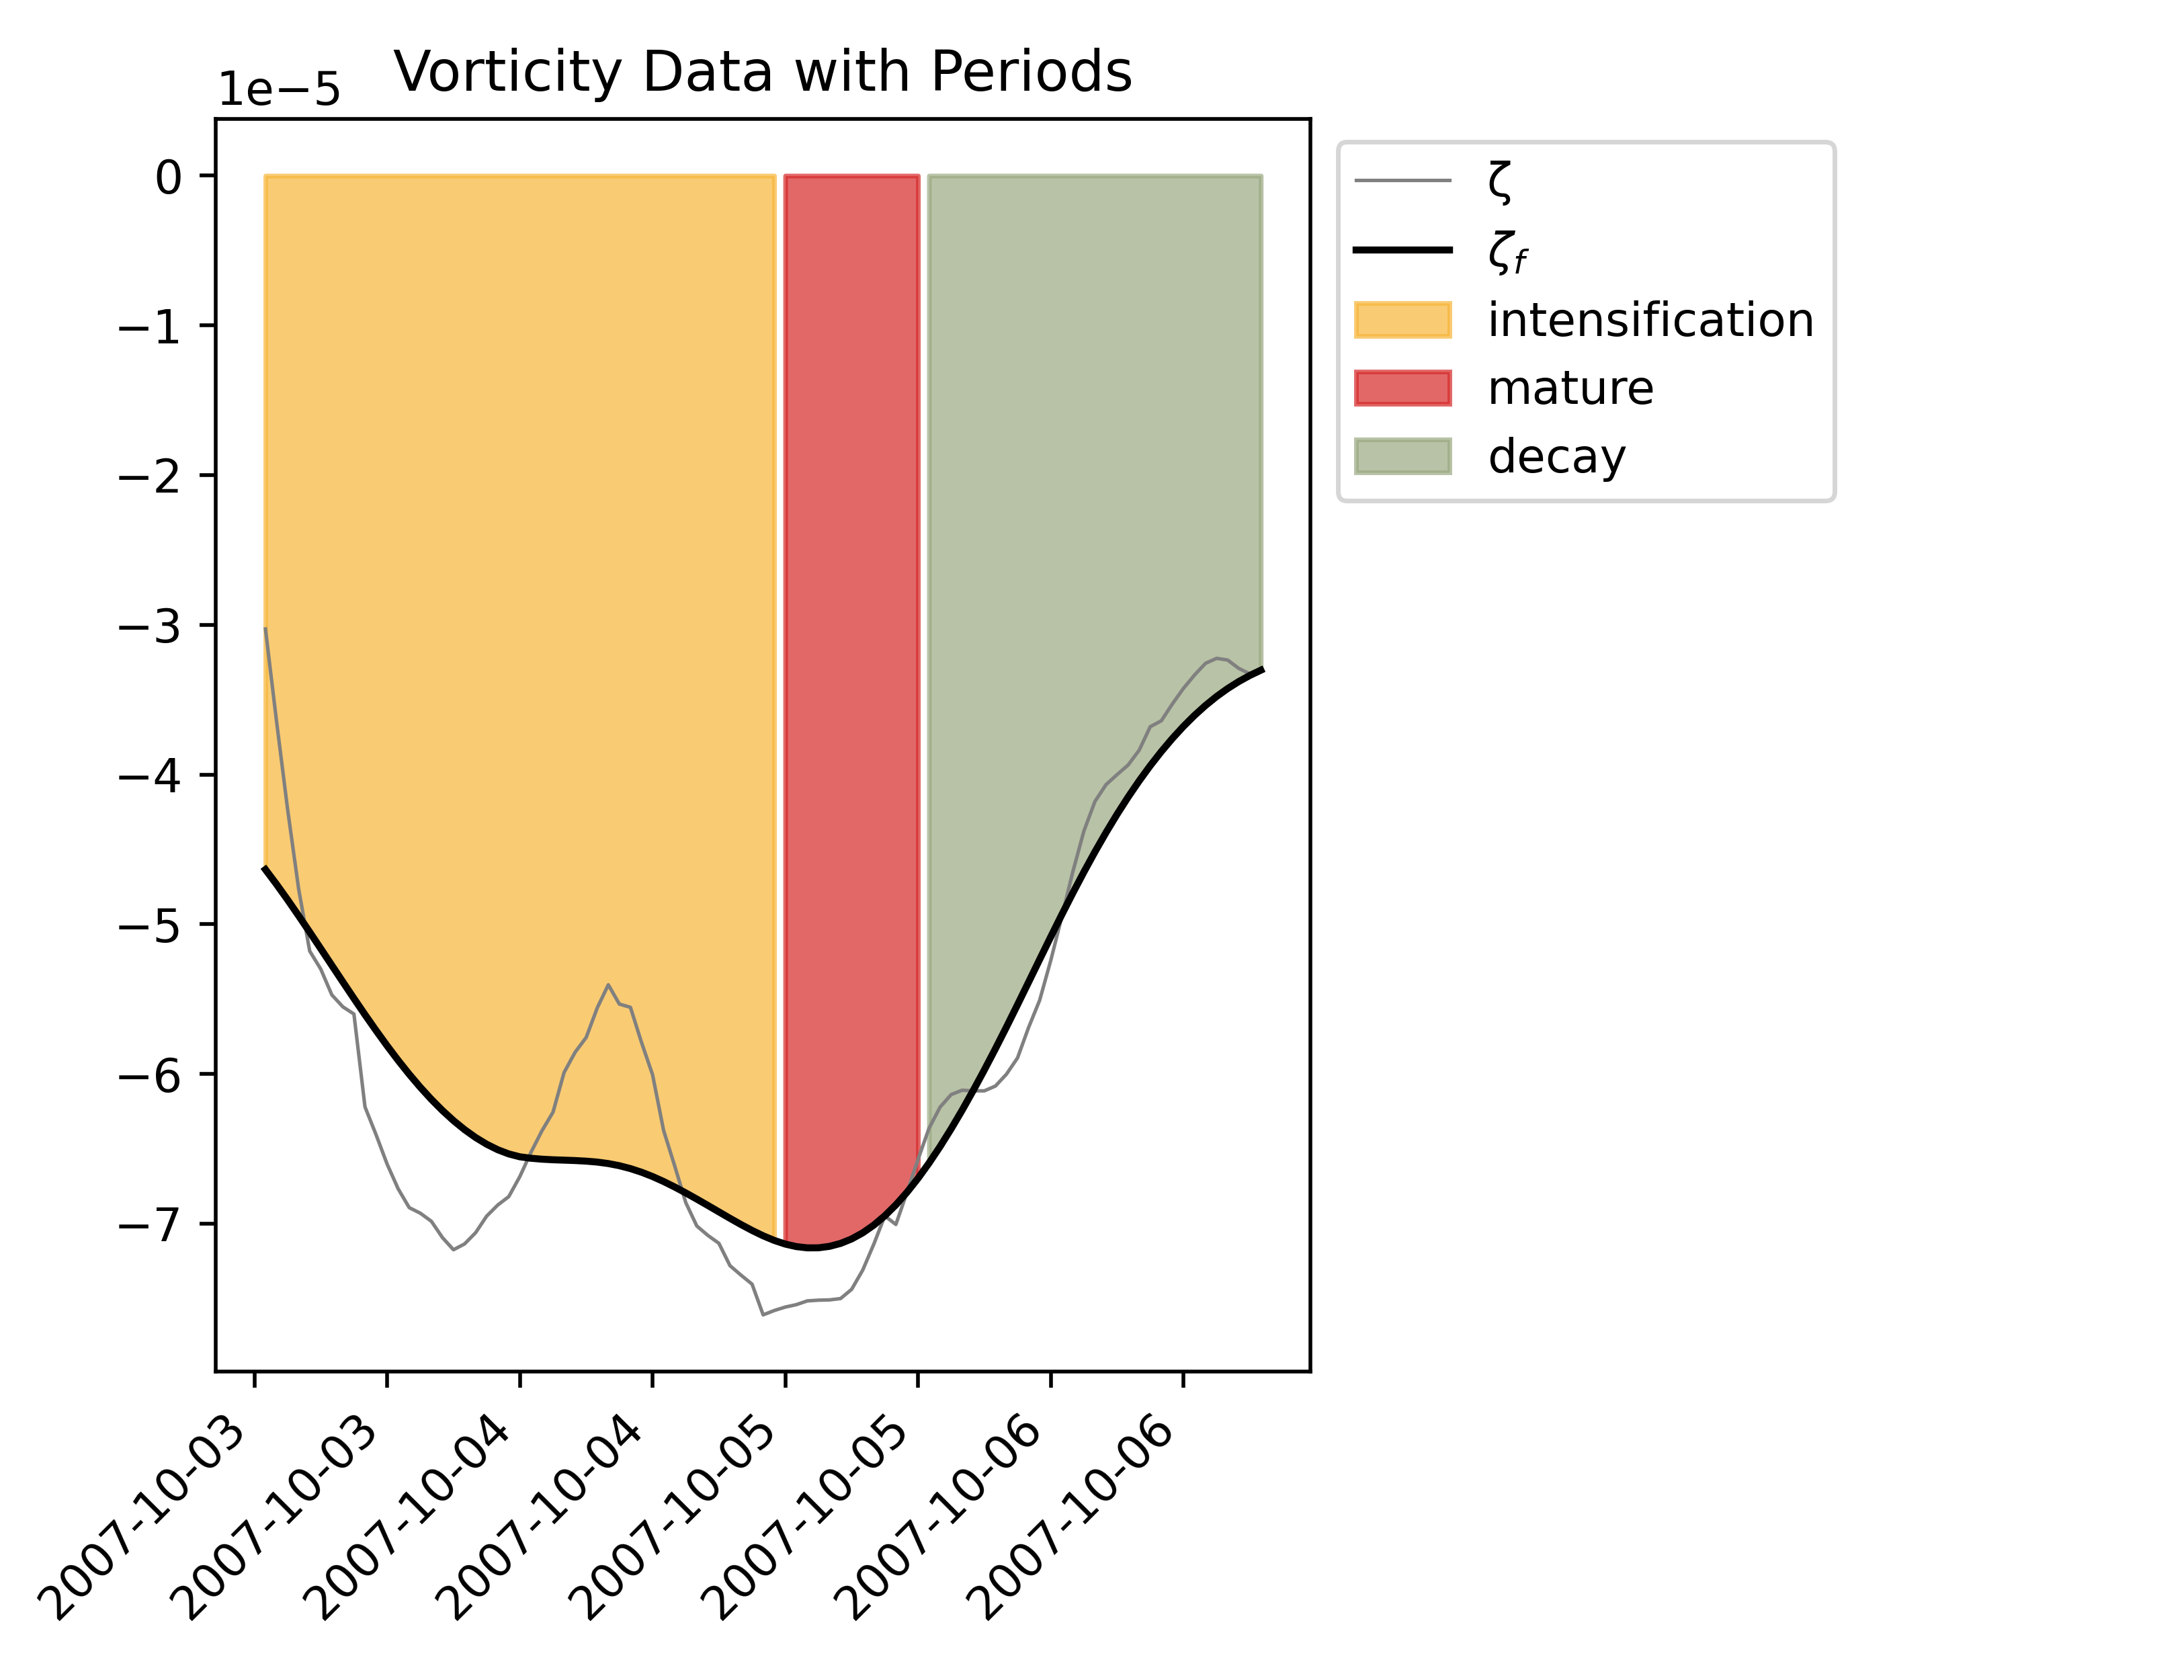 Vorticity Data with Periods
1e−5
0
−1
−2
−3
−4
−5
−6
−7
2007-10-03
2007-10-03
2007-10-04
2007-10-04
2007-10-05
2007-10-05
2007-10-06
2007-10-06
ζ
ζf
intensification
mature
decay